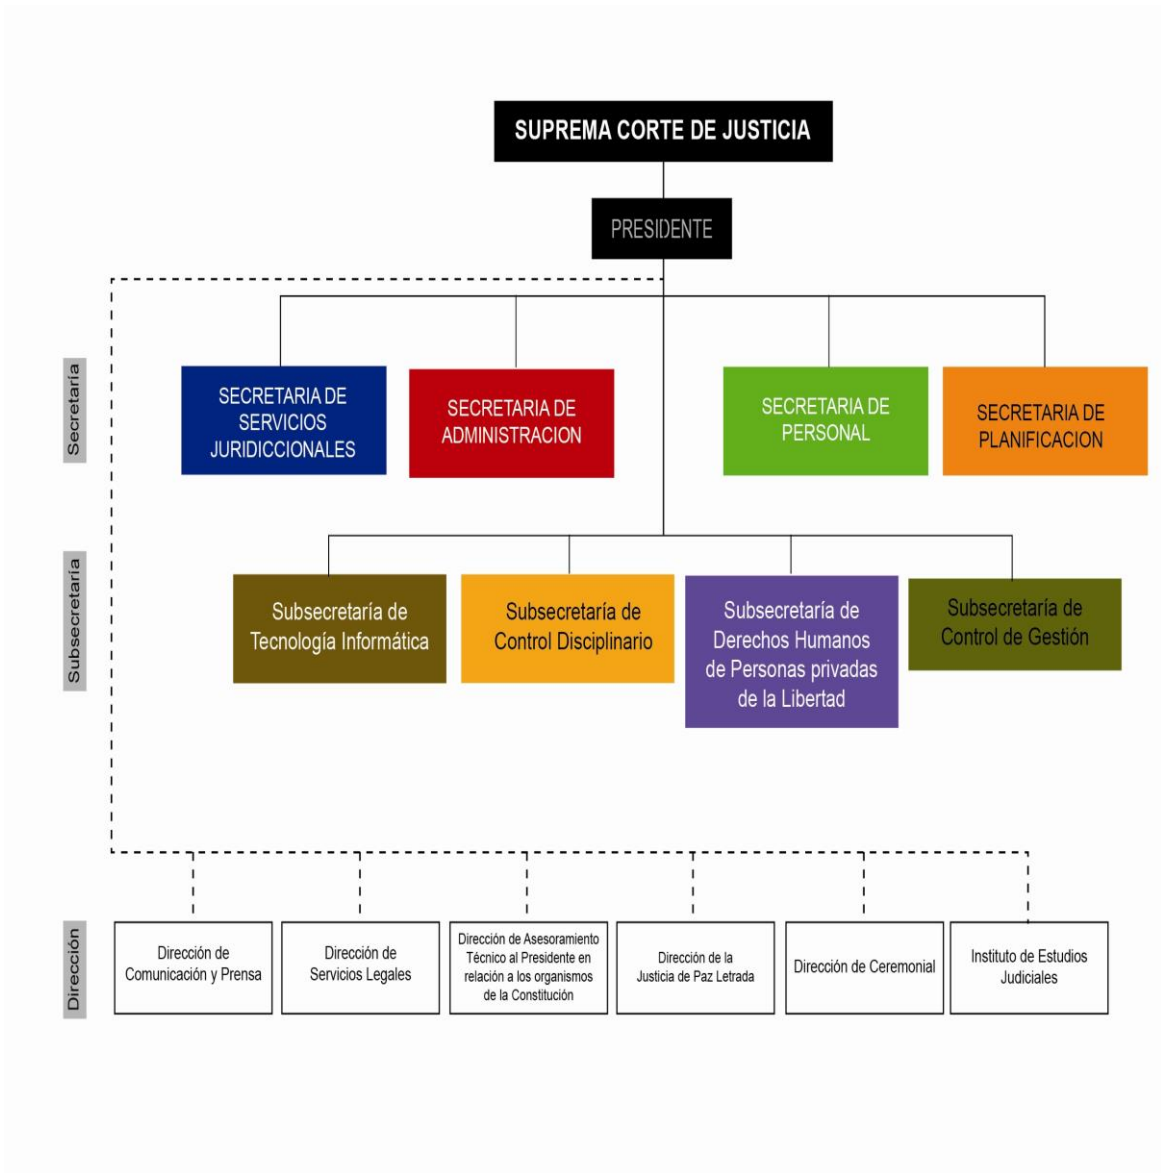 SUPREMA CORTE DE JUSTICIA
PRESIDENTE
Secretaría
SECRETARIA DE
SERVICIOS
JURIDICCIONALES
SECRETARIA DE
ADMINISTRACION
SECRETARIA DE
PERSONAL
SECRETARIA DE
PLANIFICACION
Subsecretaría
Subsecretaría de
Tecnología Informática
Subsecretaría de
Control Disciplinario
Subsecretaría de
Derechos Humanos
de Personas privadas
de la Libertad
Subsecretaría de
Control de Gestión
Dirección
Dirección de
Comunicación y Prensa
Dirección de
Servicios Legales
Dirección de Asesoramiento
Técnico al Presidente en
relación a los organismos
de la Constitución
Dirección de la
Justicia de Paz Letrada
Dirección de Ceremonial
Instituto de Estudios
Judiciales